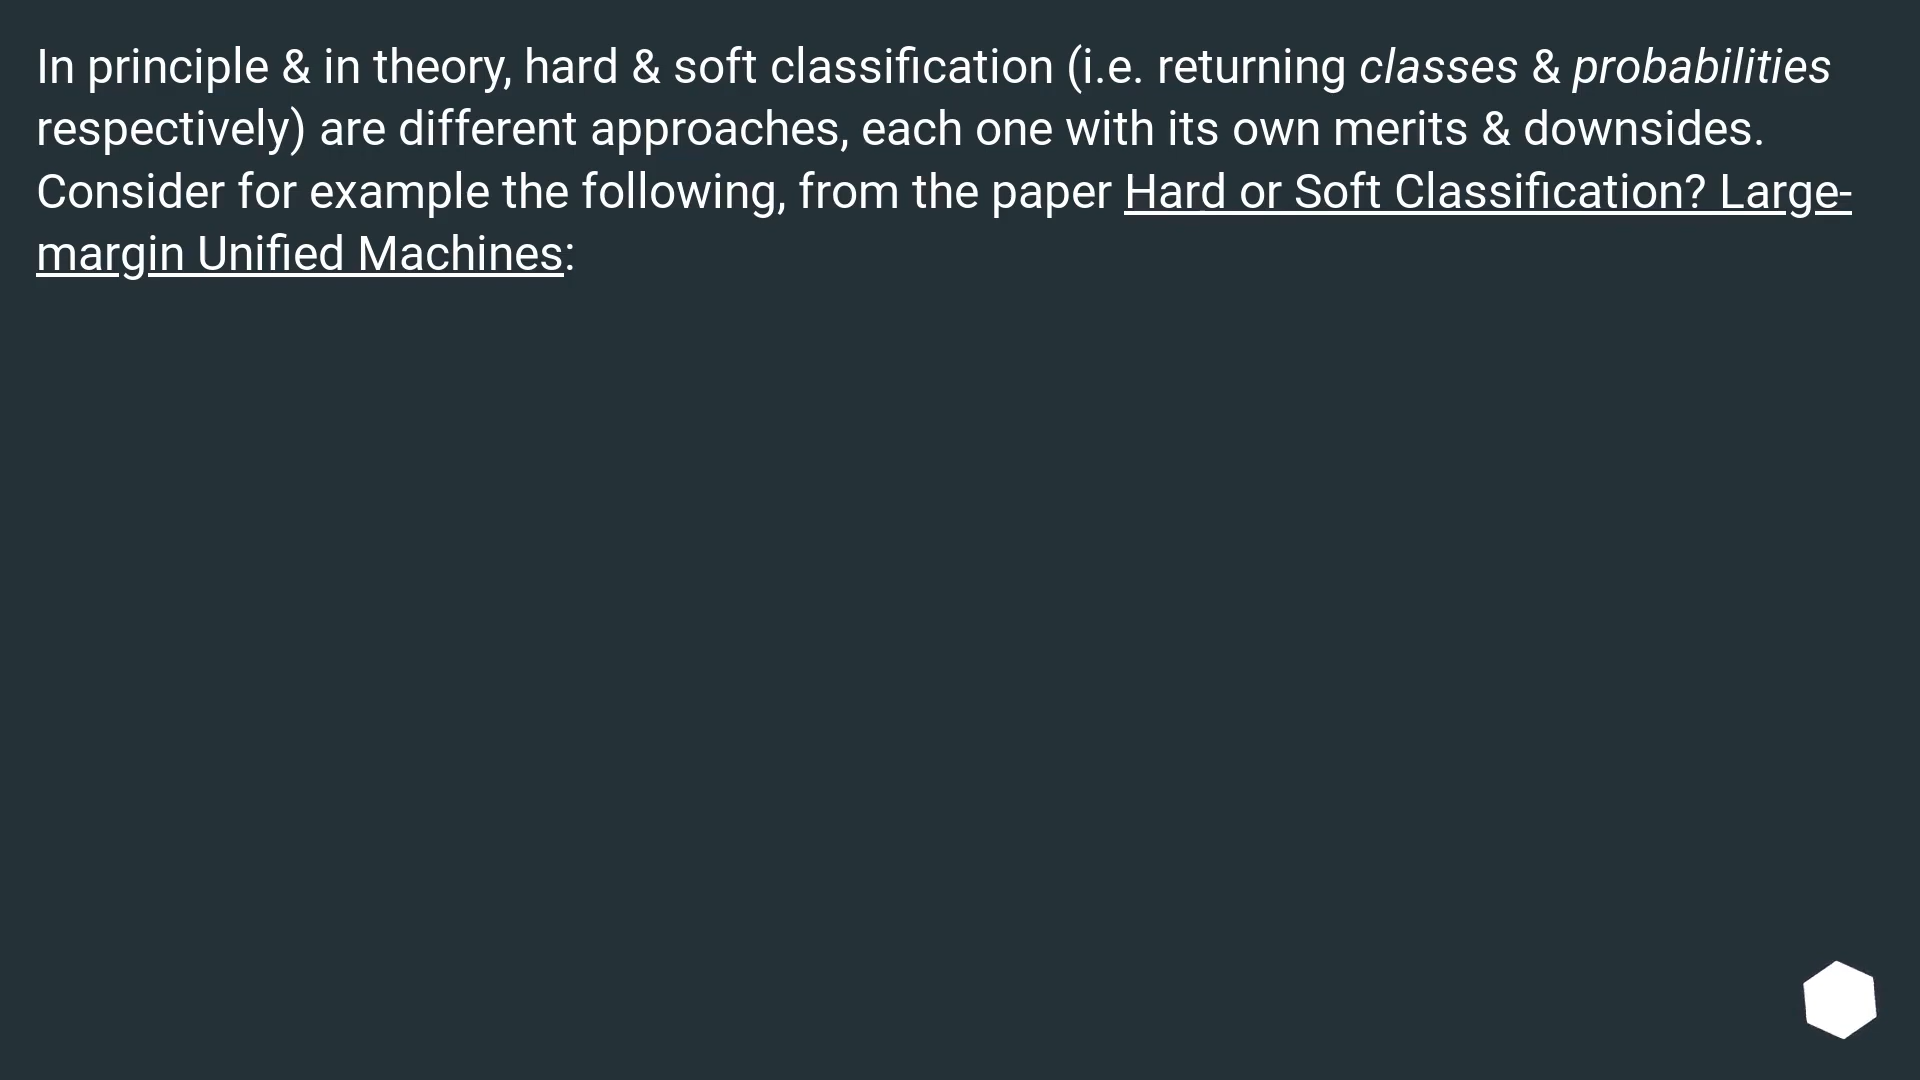 In principle & in theory, hard & soft classification (i.e. returning classes & probabilities
respectively) are different approaches, each one with its own merits & downsides.
Consider for example the following, from the paper Hard or Soft Classification? Large-
margin Unified Machines: